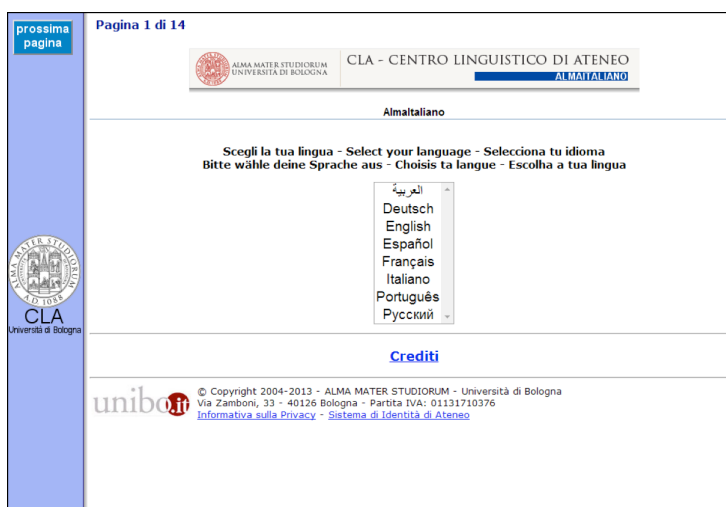 prossima
pagina
Pagina 1 di 14
ALMA MATER STUDIORUM
UNIVERSITÀ DI BOLOGNA
CLA - CENTRO LINGUISTICO DI ATENEO
ALMAITALIANO
AlmaItaliano
Scegli la tua lingua - Select your language - Selecciona tu idioma
Bitte wähle deine Sprache aus - Choisis ta langue - Escolha a tua lingua
العربية
Deutsch
English
Español
Français
Italiano
Português
Русский
ALMA MATER STUDIORUM
A.D. 1088
CLA
Università di Bologna
Crediti
unibo.it
© Copyright 2004-2013 - ALMA MATER STUDIORUM - Università di Bologna
Via Zamboni, 33 - 40126 Bologna - Partita IVA: 01131710376
Informativa sulla Privacy - Sistema di Identità di Ateneo